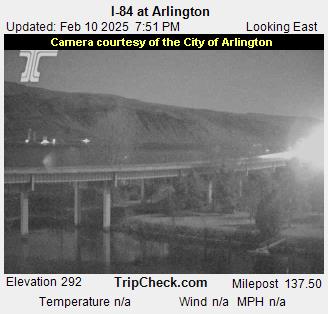 I-84 at Arlington
Updated: Feb 10 2025 7:51 PM Looking East
Camera courtesy of the City of Arlington
Elevation 292 TripCheck.com Milepost 137.50
Temperature n/a Wind n/a MPH n/a